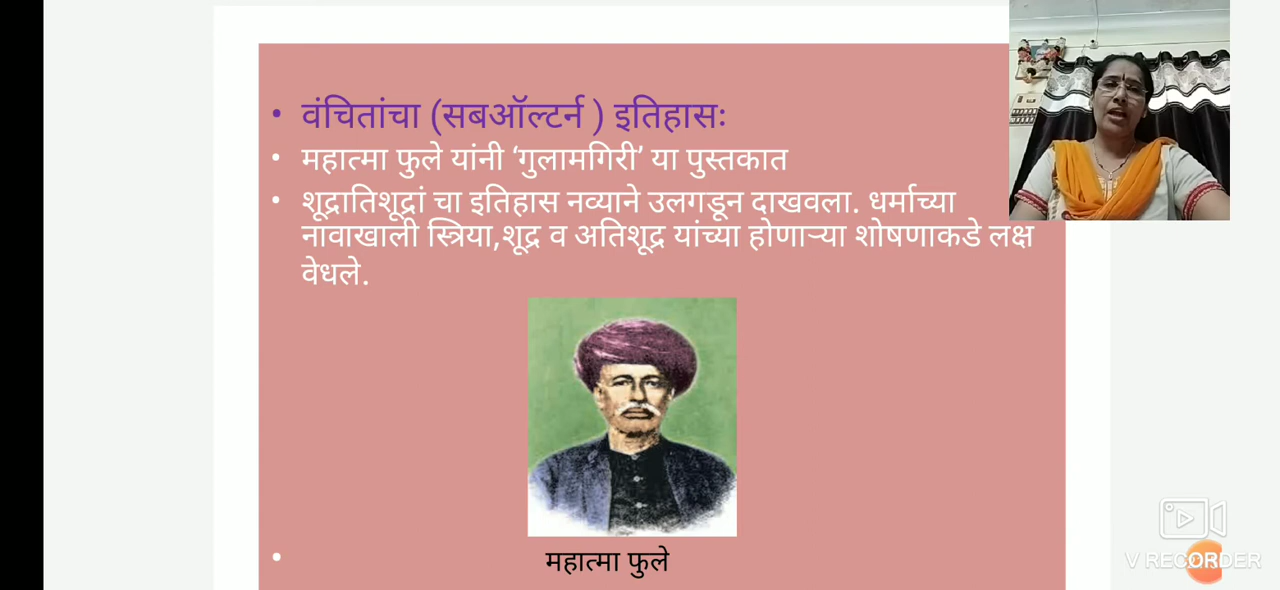 वंचितांचा (सबऑल्टर्न ) इतिहासः
महात्मा फुले यांनी ‘गुलामगिरी’ या पुस्तकात
शूद्रातिशूद्रां चा इतिहास नव्याने उलगडून दाखवला. धर्माच्या
नावाखाली स्त्रिया,शूद्र व अतिशूद्र यांच्या होणाऱ्या शोषणाकडे लक्ष
वेधले.
महात्मा फुले
V RECORDER